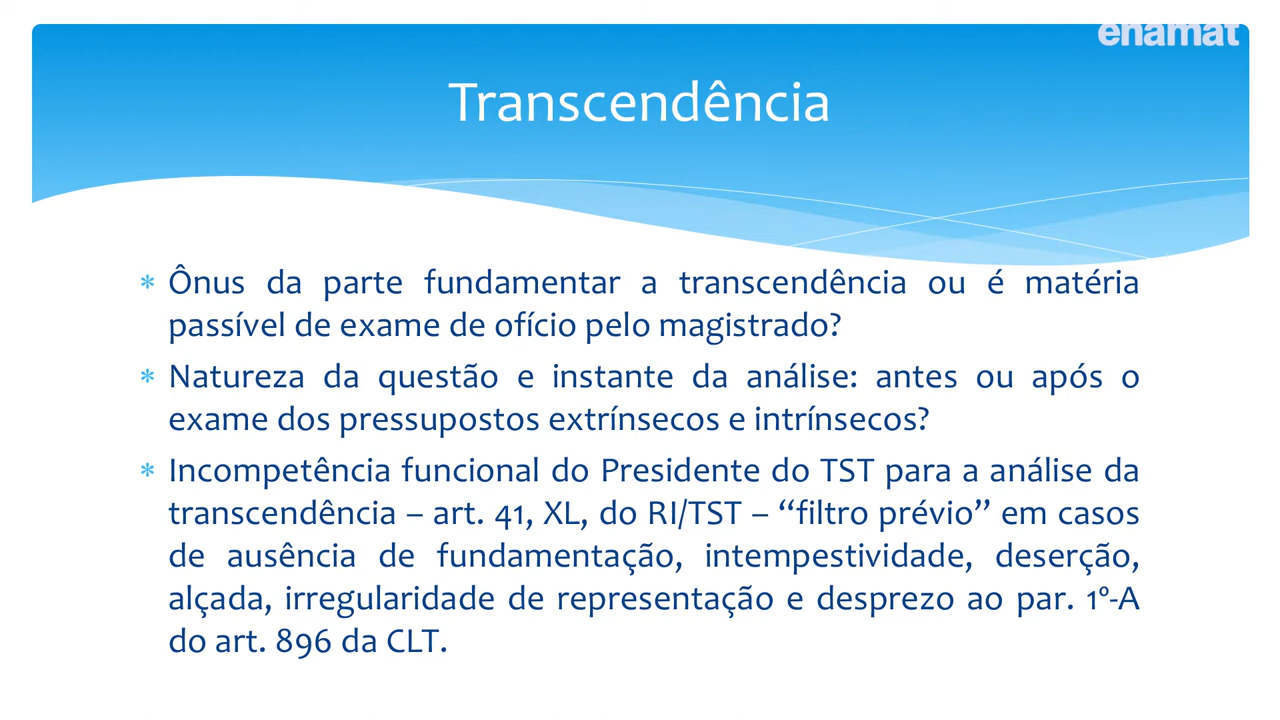 enamat
Transcendência
* Ônus da parte fundamentar a transcendência ou é matéria
passível de exame de ofício pelo magistrado?
* Natureza da questão e instante da análise: antes ou após o
exame dos pressupostos extrínsecos e intrínsecos?
* Incompetência funcional do Presidente do TST para a análise da
transcendência – art. 41, XL, do RI/TST – “filtro prévio” em casos
de ausência de fundamentação, intempestividade, deserção,
alçada, irregularidade de representação e desprezo ao par. 1º-A
do art. 896 da CLT.